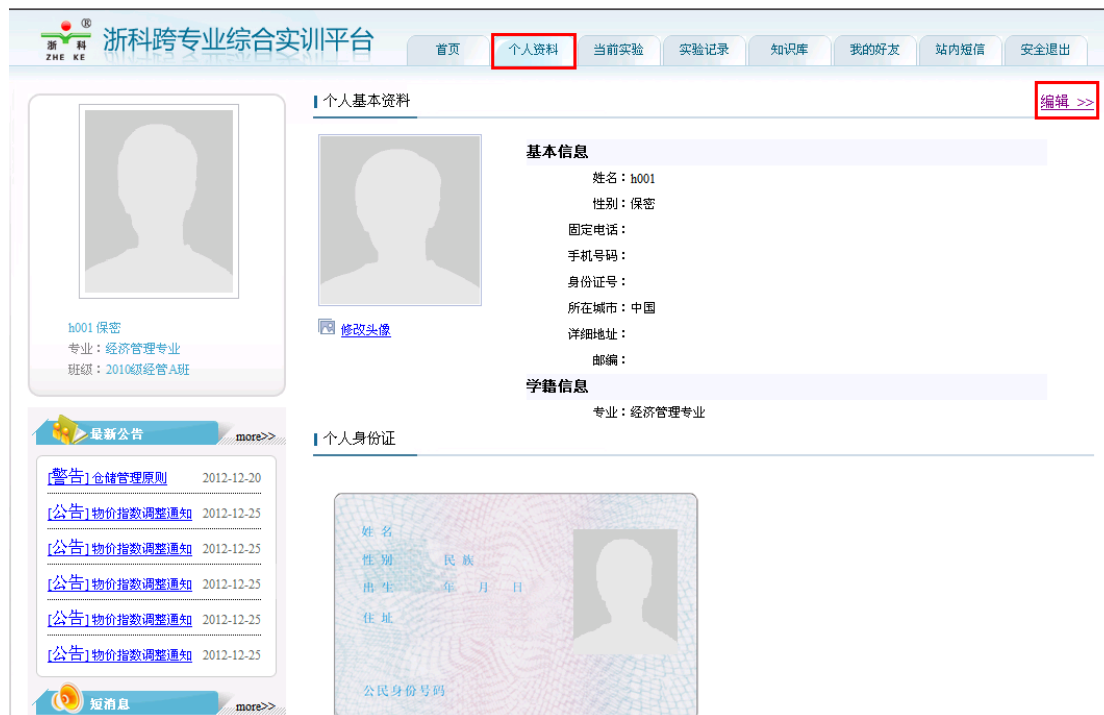 浙 科 ®
ZHE KE
浙科跨专业综合实训平台
首页 个人资料 当前实验 实验记录 知识库 我的好友 站内短信 安全退出
个人基本资料
编辑 >>
基本信息
姓名：h001
性别：保密
固定电话：
手机号码：
身份证号：
所在城市：中国
详细地址：
邮编：
修改头像
学籍信息
专业：经济管理专业
h001 保密
专业：经济管理专业
班级：2010级经管A班
最新公告 more>>
[警告] 仓储管理原则 2012-12-20
[公告] 物价指数调整通知 2012-12-25
[公告] 物价指数调整通知 2012-12-25
[公告] 物价指数调整通知 2012-12-25
[公告] 物价指数调整通知 2012-12-25
[公告] 物价指数调整通知 2012-12-25
短消息 more>>
个人身份证
姓 名
性 别 民 族
出 生 年 月 日
住 址
公民身份号码